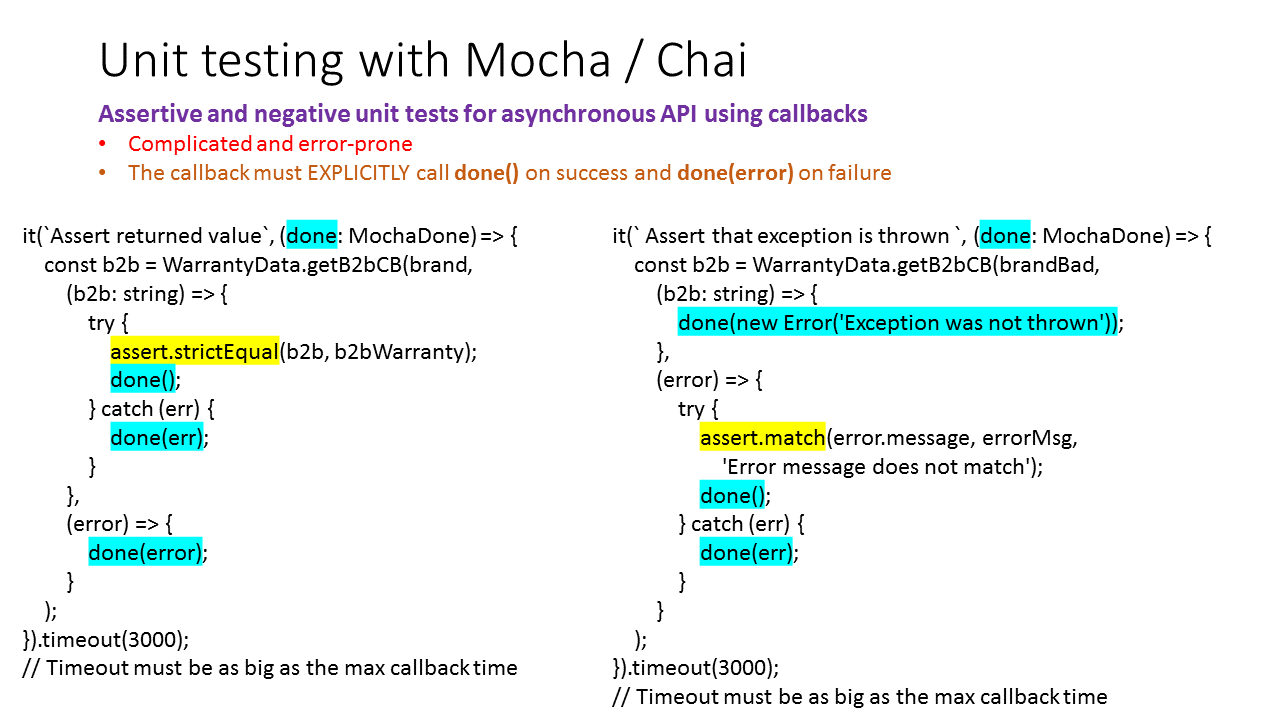 Unit testing with Mocha / Chai
Assertive and negative unit tests for asynchronous API using callbacks
• Complicated and error-prone
• The callback must EXPLICITLY call done() on success and done(error) on failure
it(`Assert returned value`, (done: MochaDone) => {
const b2b = WarrantyData.getB2bCB(brand,
(b2b: string) => {
try {
assert.strictEqual(b2b, b2bWarranty);
done();
} catch (err) {
done(err);
}
},
(error) => {
done(error);
}
);
}).timeout(3000);
// Timeout must be as big as the max callback time
it(` Assert that exception is thrown `, (done: MochaDone) => {
const b2b = WarrantyData.getB2bCB(brandBad,
(b2b: string) => {
done(new Error('Exception was not thrown'));
},
(error) => {
try {
assert.match(error.message, errorMsg,
'Error message does not match');
done();
} catch (err) {
done(err);
}
}
);
}).timeout(3000);
// Timeout must be as big as the max callback time